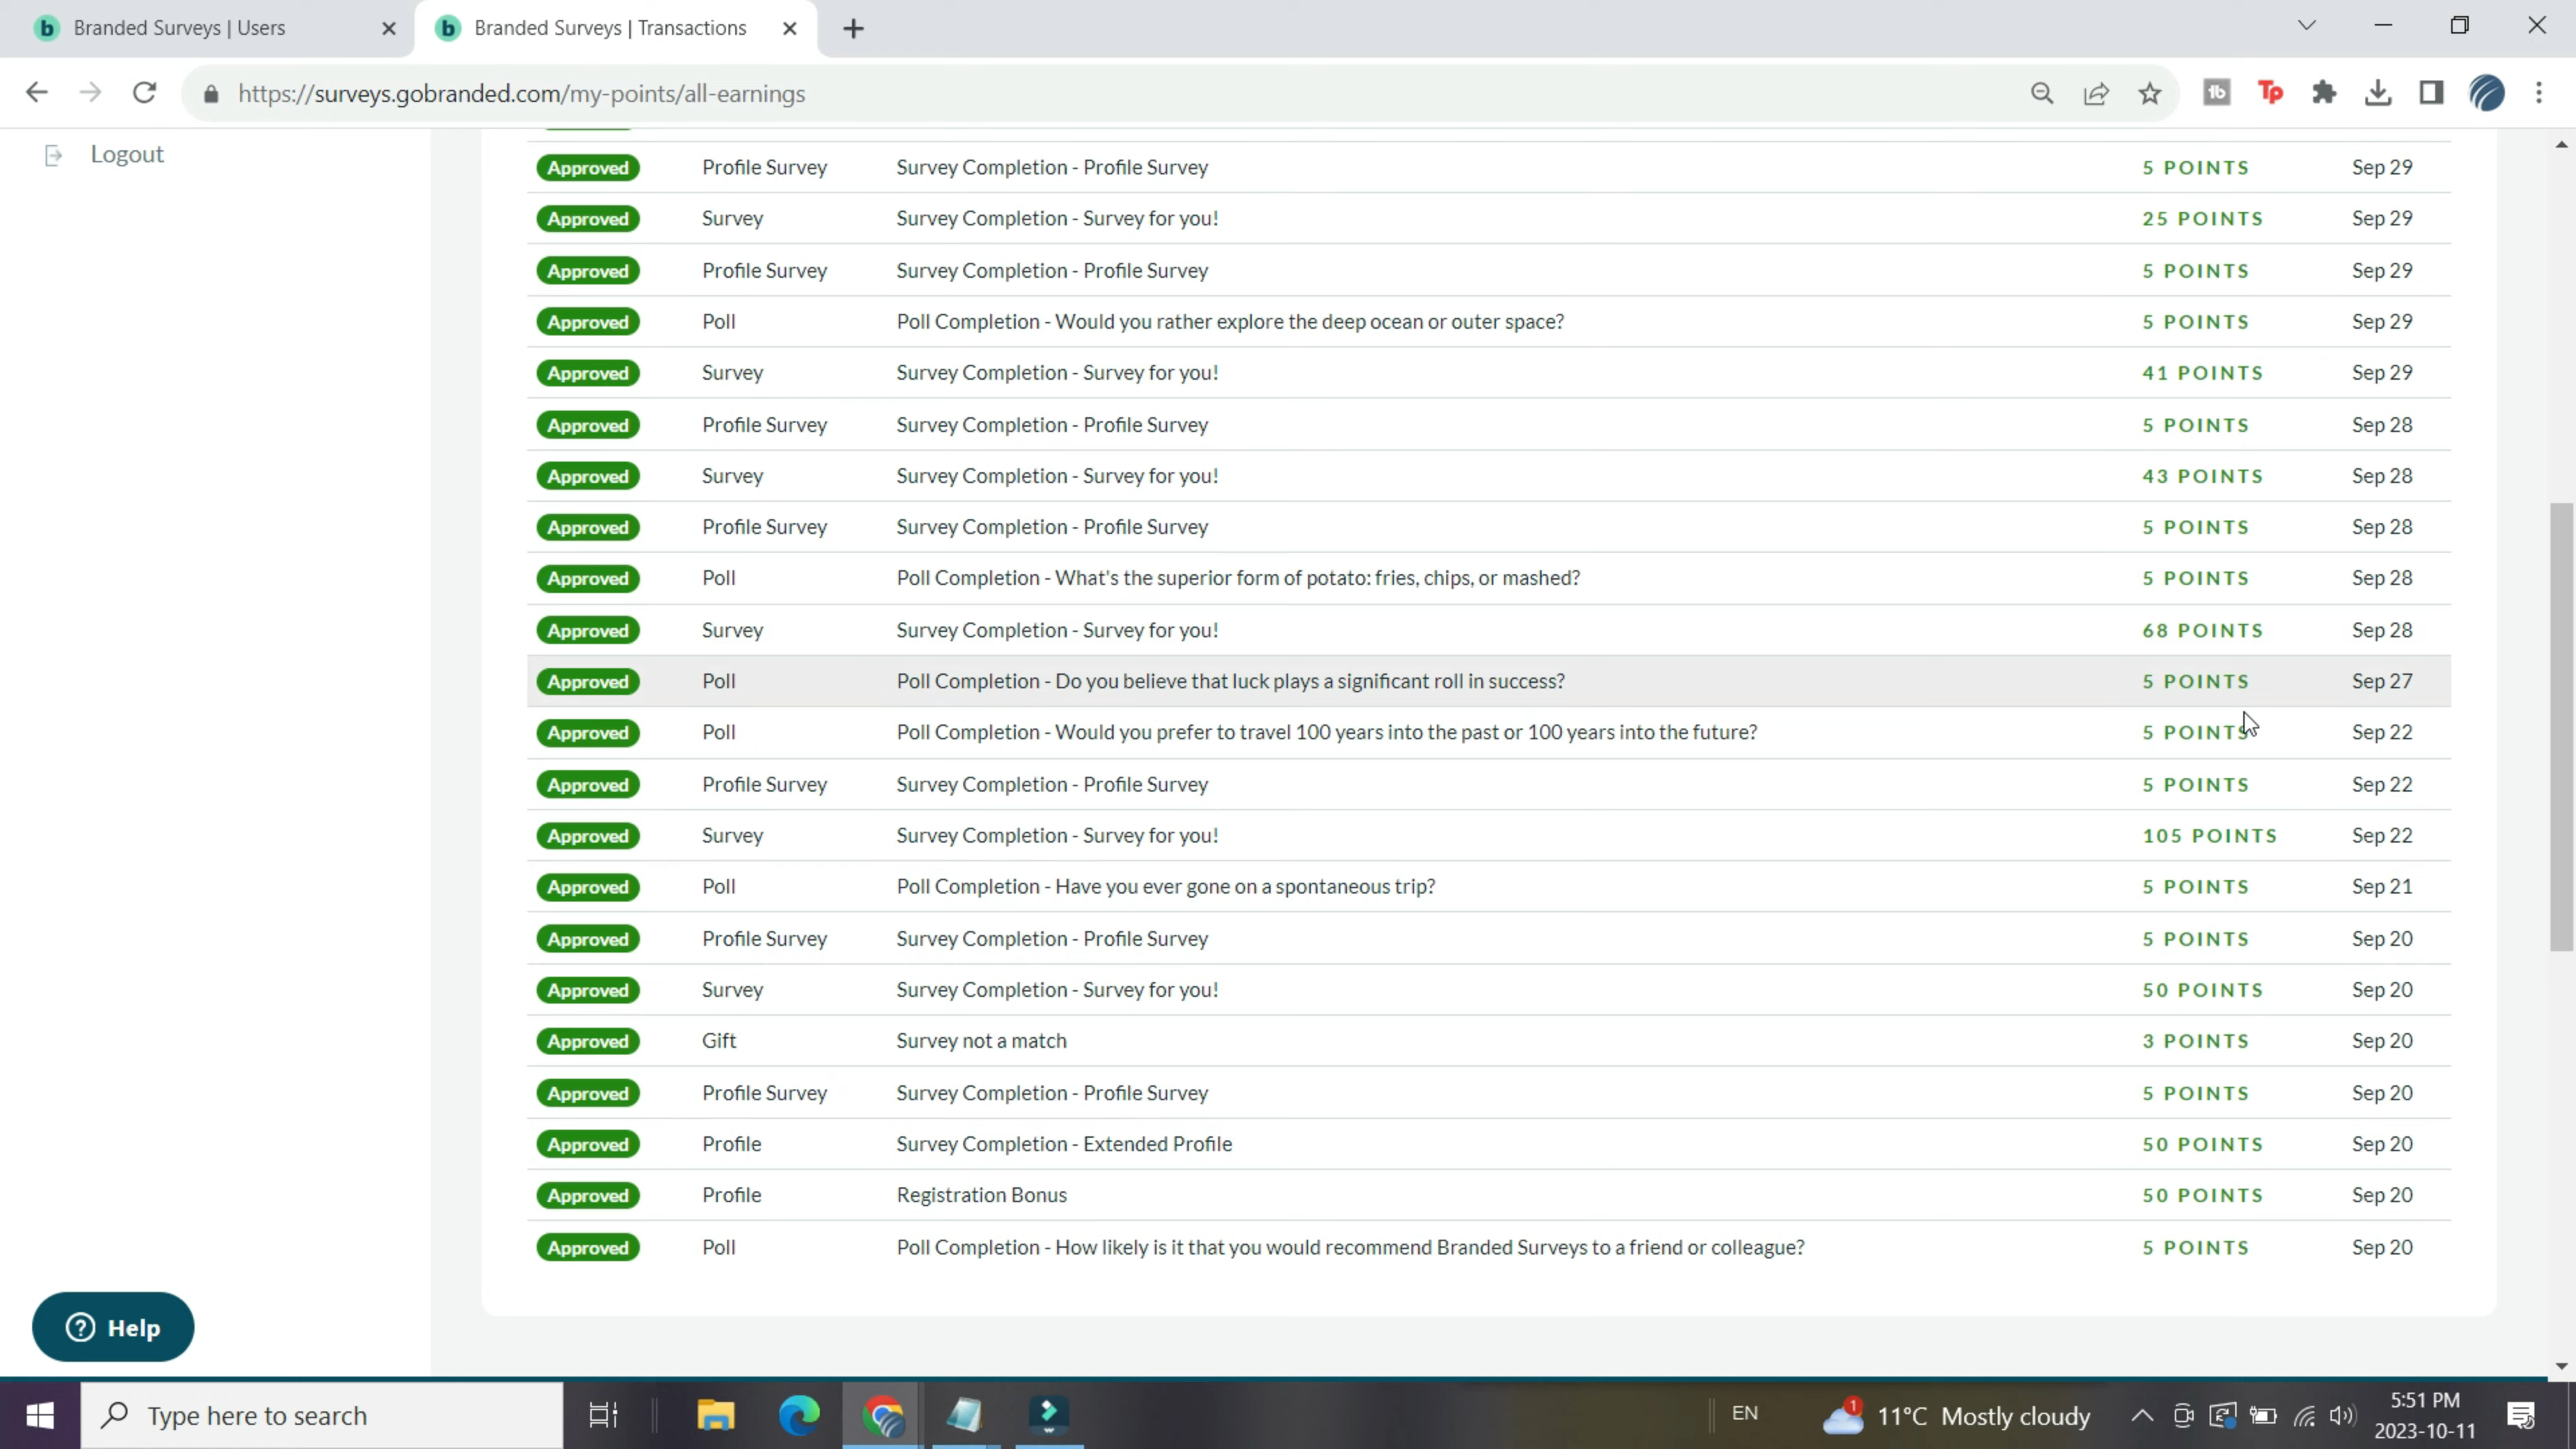 Branded Surveys | Users
Branded Surveys | Transactions
https://surveys.gobranded.com/my-points/all-earnings
Logout
Approved Profile Survey Survey Completion - Profile Survey 5 POINTS Sep 29
Approved Survey Survey Completion - Survey for you! 25 POINTS Sep 29
Approved Profile Survey Survey Completion - Profile Survey 5 POINTS Sep 29
Approved Poll Poll Completion - Would you rather explore the deep ocean or outer space? 5 POINTS Sep 29
Approved Survey Survey Completion - Survey for you! 41 POINTS Sep 29
Approved Profile Survey Survey Completion - Profile Survey 5 POINTS Sep 28
Approved Survey Survey Completion - Survey for you! 43 POINTS Sep 28
Approved Profile Survey Survey Completion - Profile Survey 5 POINTS Sep 28
Approved Poll Poll Completion - What's the superior form of potato: fries, chips, or mashed? 5 POINTS Sep 28
Approved Survey Survey Completion - Survey for you! 68 POINTS Sep 28
Approved Poll Poll Completion - Do you believe that luck plays a significant roll in success? 5 POINTS Sep 27
Approved Poll Poll Completion - Would you prefer to travel 100 years into the past or 100 years into the future? 5 POINTS Sep 22
Approved Profile Survey Survey Completion - Profile Survey 5 POINTS Sep 22
Approved Survey Survey Completion - Survey for you! 105 POINTS Sep 22
Approved Poll Poll Completion - Have you ever gone on a spontaneous trip? 5 POINTS Sep 21
Approved Profile Survey Survey Completion - Profile Survey 5 POINTS Sep 20
Approved Survey Survey Completion - Survey for you! 50 POINTS Sep 20
Approved Gift Survey not a match 3 POINTS Sep 20
Approved Profile Survey Survey Completion - Profile Survey 5 POINTS Sep 20
Approved Profile Survey Completion - Extended Profile 50 POINTS Sep 20
Approved Profile Registration Bonus 50 POINTS Sep 20
Approved Poll Poll Completion - How likely is it that you would recommend Branded Surveys to a friend or colleague? 5 POINTS Sep 20
Help
Type here to search
EN
1
11°C Mostly cloudy
5:51 PM
2023-10-11